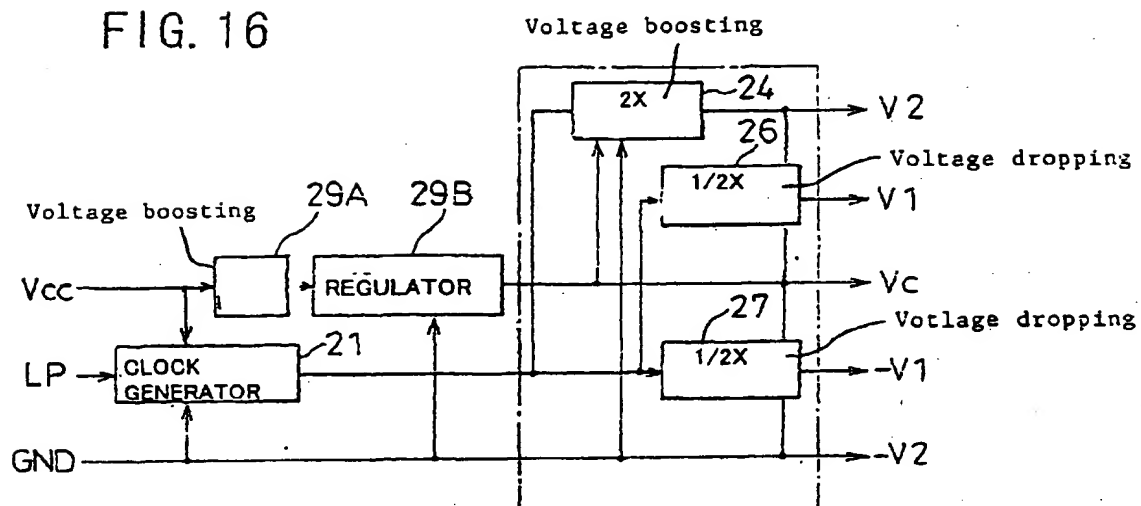 FIG. 16
Voltage boosting
2X
24
V2
26
1/2X
Voltage dropping
V1
Voltage boosting
29A
29B
Vcc
REGULATOR
Vc
27
Votlage dropping
1/2X
21
LP
CLOCK
GENERATOR
-V1
GND
-V2